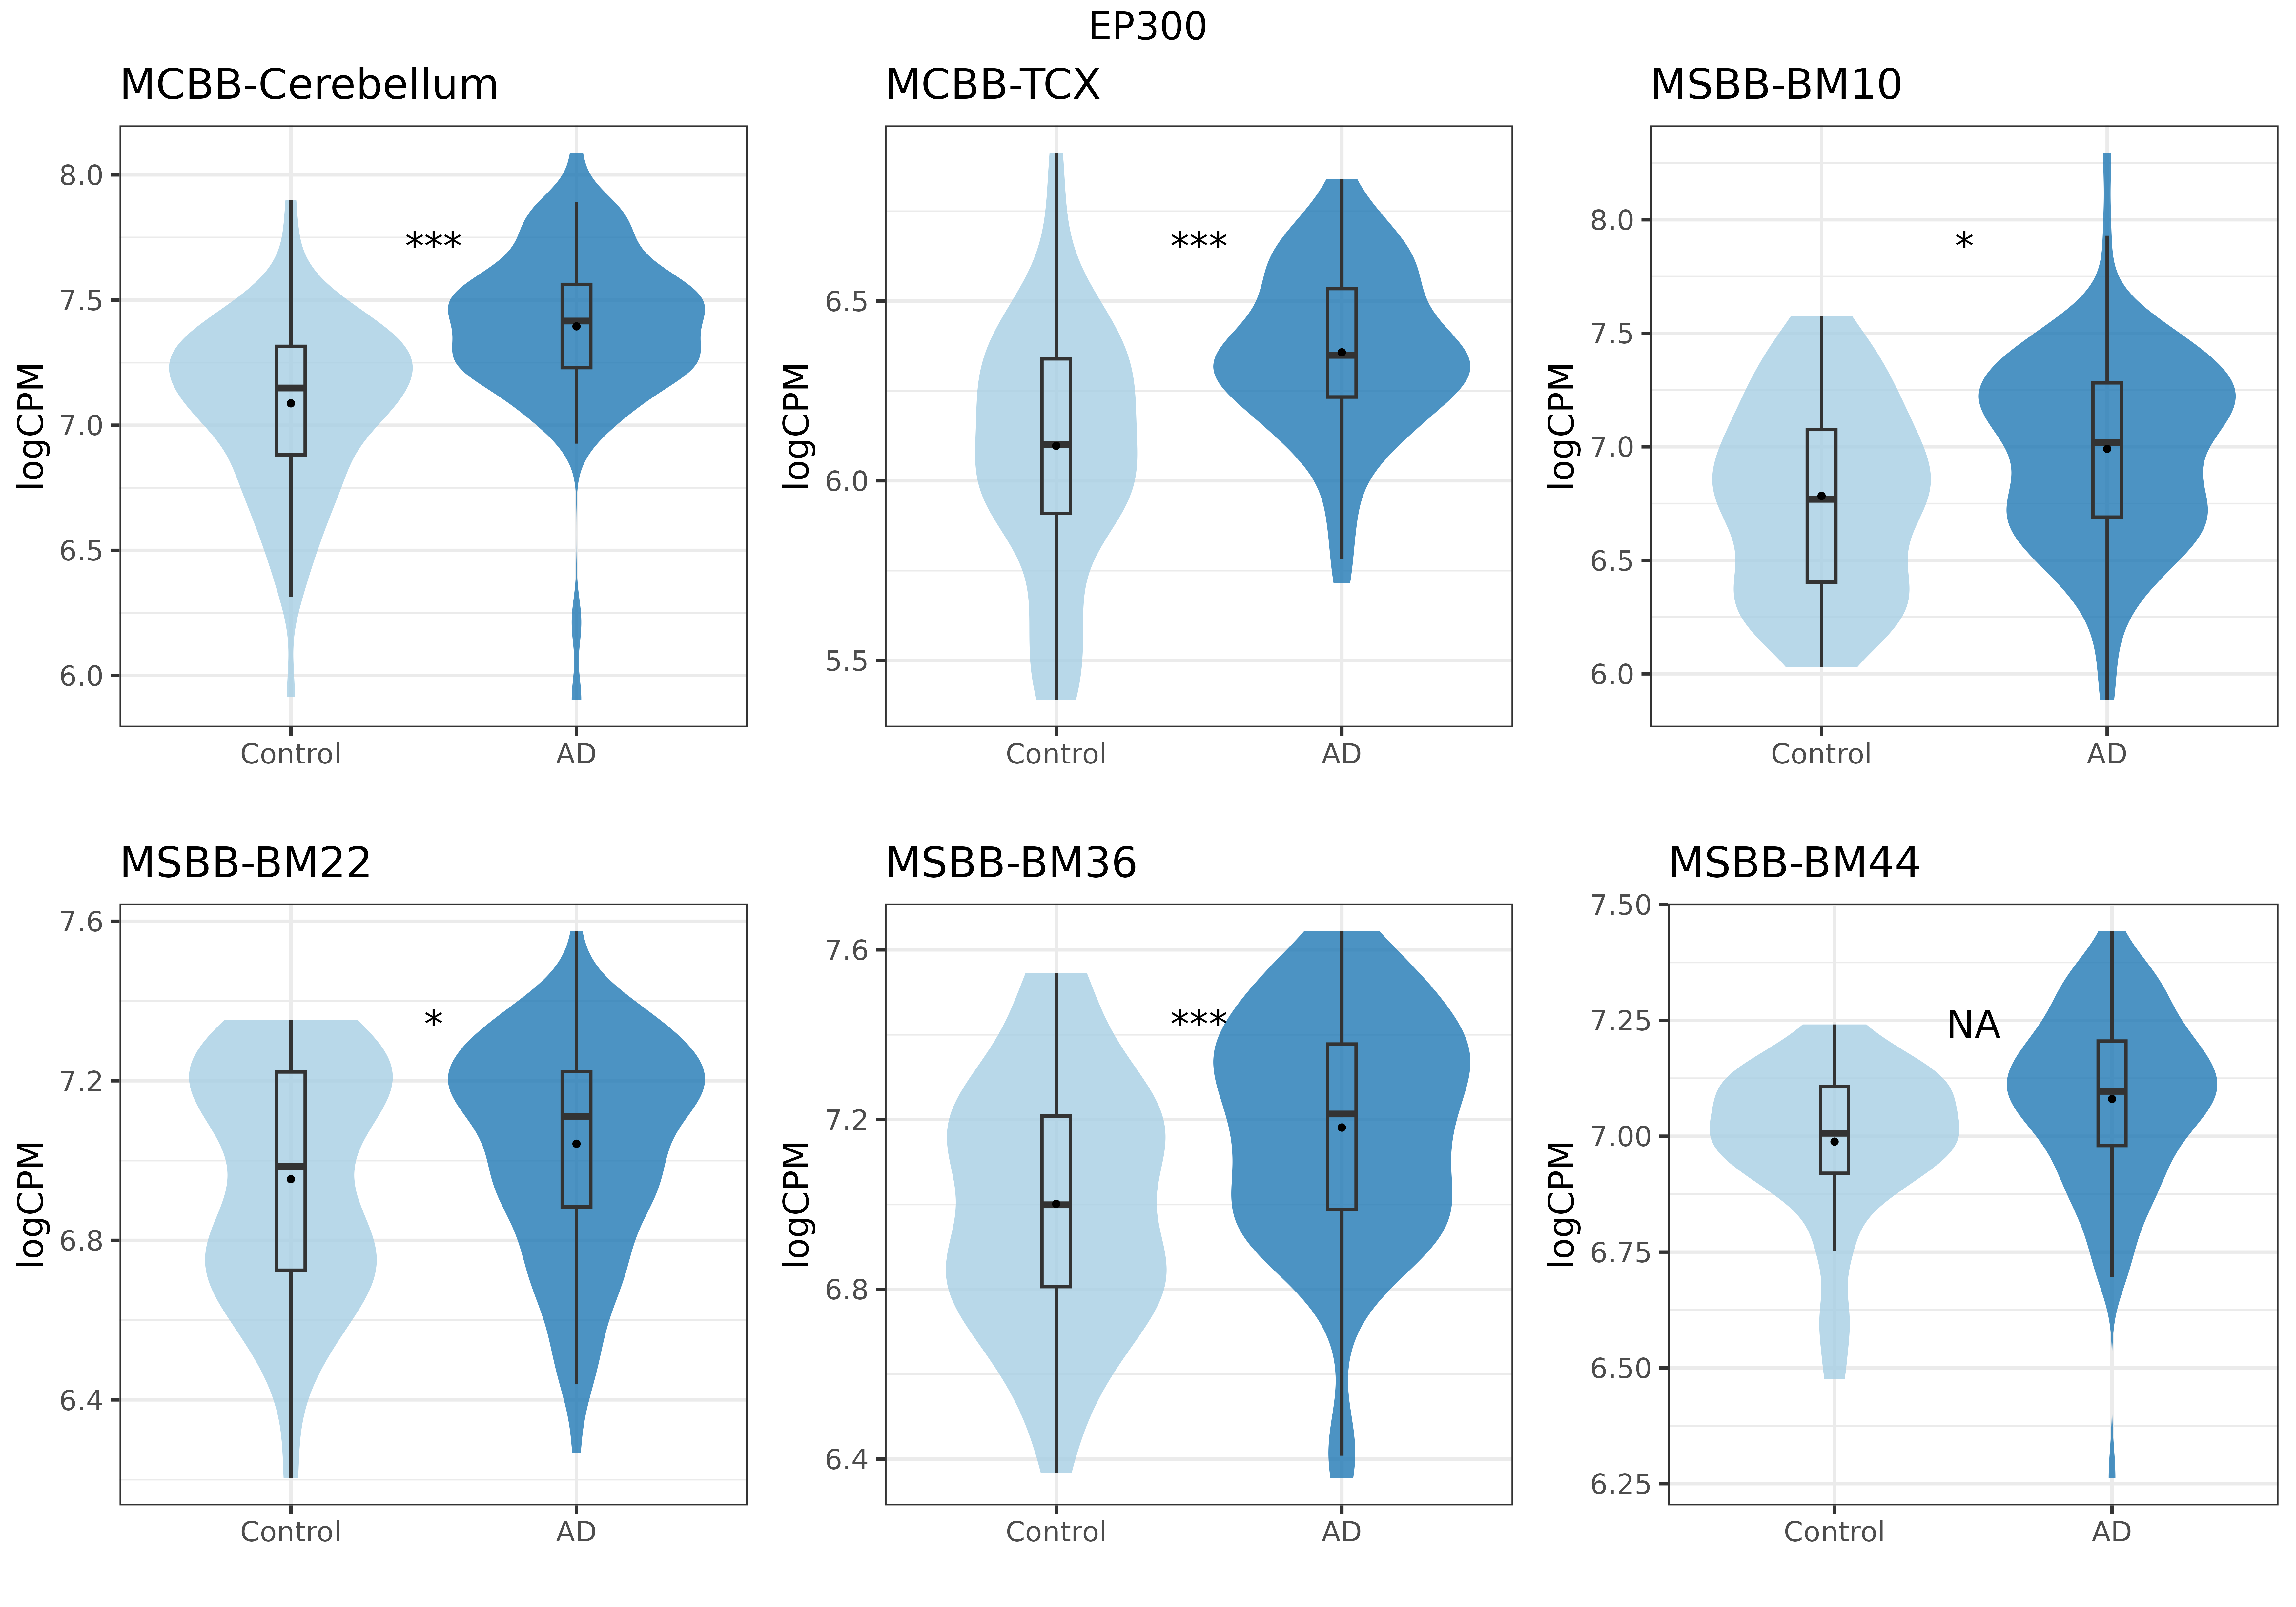 EP300
MCBB-Cerebellum
logCPM
8.0
7.5
7.0
6.5
6.0
***
Control
AD
MCBB-TCX
logCPM
6.5
6.0
5.5
***
Control
AD
MSBB-BM10
logCPM
8.0
7.5
7.0
6.5
6.0
*
Control
AD
MSBB-BM22
logCPM
7.6
7.2
6.8
6.4
*
Control
AD
MSBB-BM36
logCPM
7.6
7.2
6.8
6.4
***
Control
AD
MSBB-BM44
logCPM
7.50
7.25
7.00
6.75
6.50
6.25
NA
Control
AD